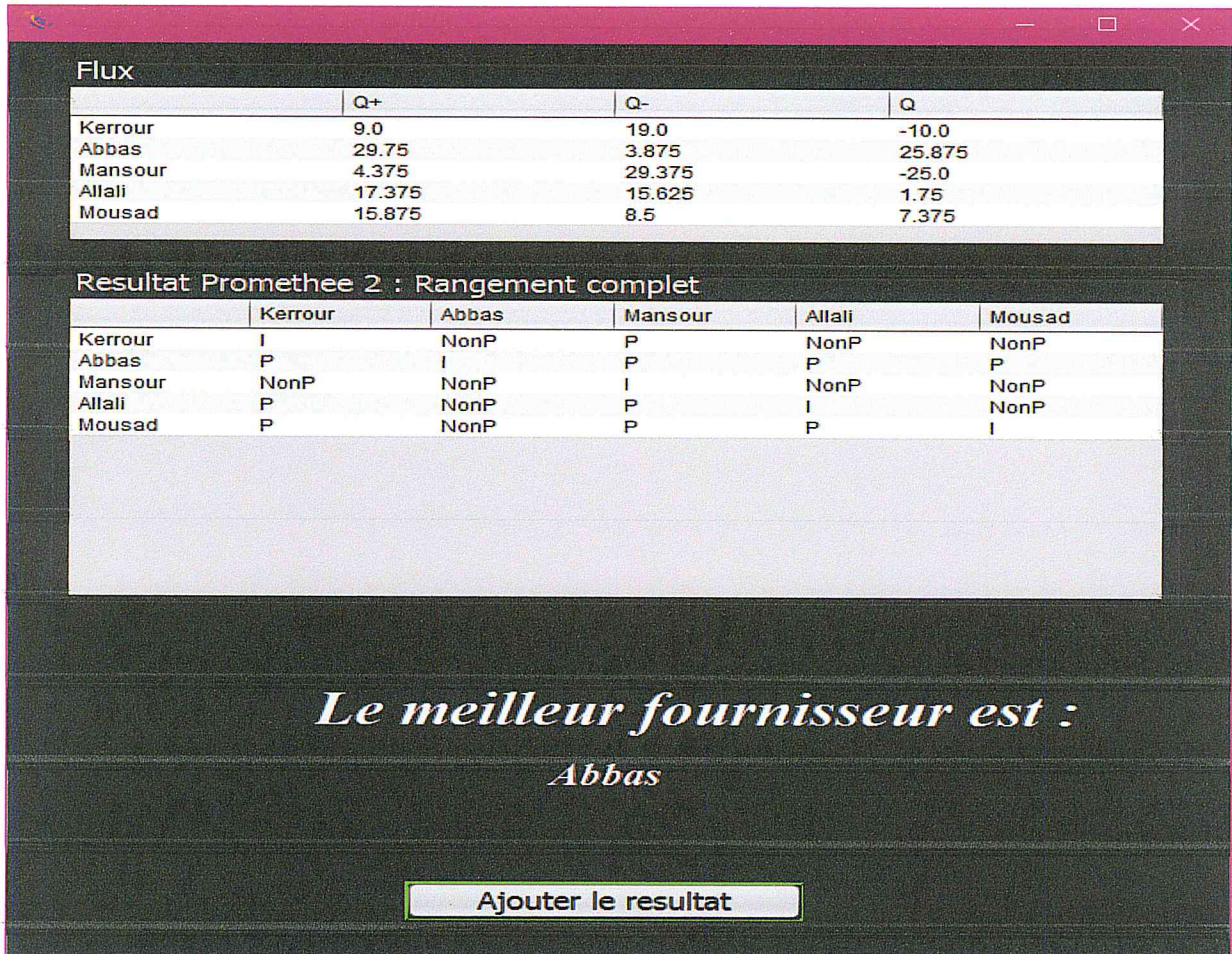 Flux
Q+ Q- Q
Kerrour 9.0 19.0 -10.0
Abbas 29.75 3.875 25.875
Mansour 4.375 29.375 -25.0
Allali 17.375 15.625 1.75
Mousad 15.875 8.5 7.375
Resultat Promethee 2 : Rangement complet
Kerrour Abbas Mansour Allali Mousad
Kerrour I NonP P NonP NonP
Abbas P I P P P
Mansour NonP NonP I NonP NonP
Allali P NonP P I NonP
Mousad P NonP P P I
Le meilleur fournisseur est :
Abbas
Ajouter le resultat